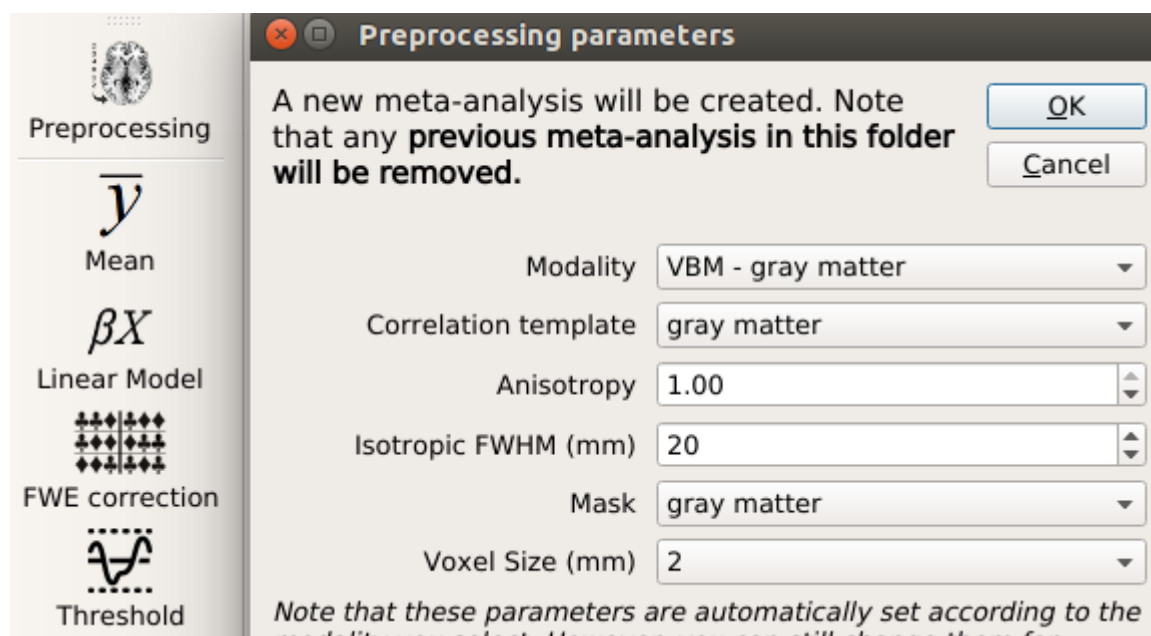 Preprocessing
y
Mean
βX
Linear Model
FWE correction
Threshold
Preprocessing parameters
A new meta-analysis will be created. Note
that any previous meta-analysis in this folder
will be removed.
OK
Cancel
Modality VBM - gray matter
Correlation template gray matter
Anisotropy 1.00
Isotropic FWHM (mm) 20
Mask gray matter
Voxel Size (mm) 2
Note that these parameters are automatically set according to the